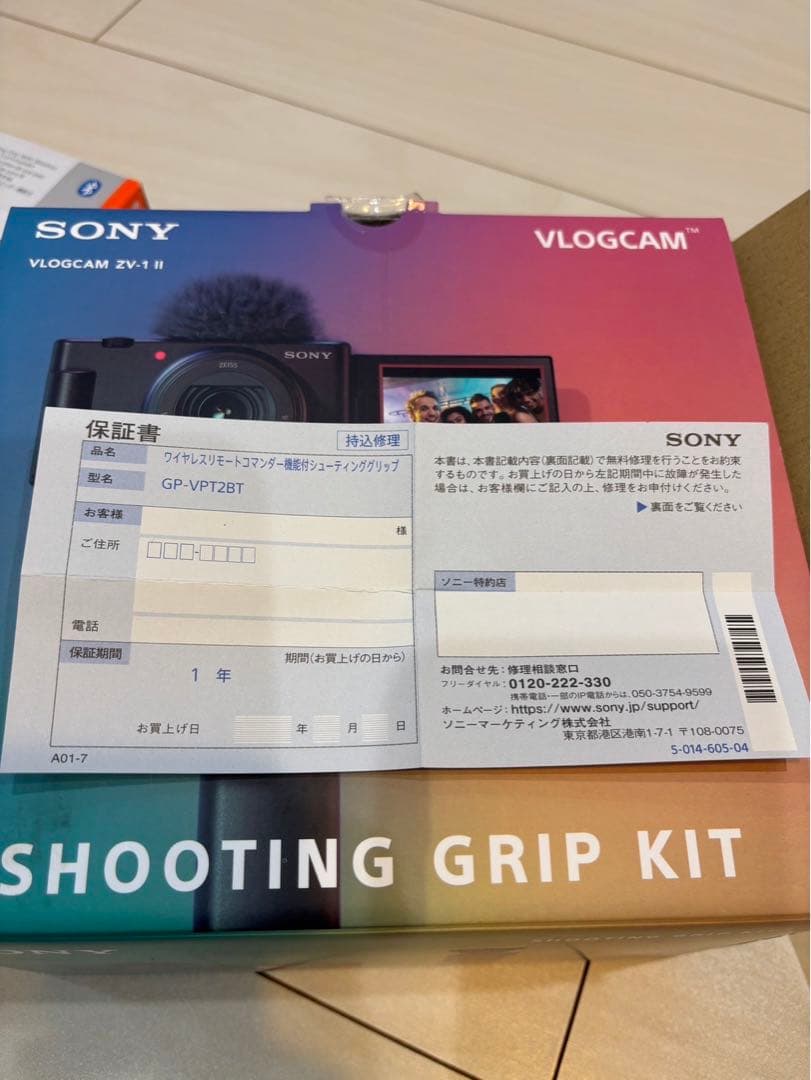 SONY
VLOGCAM™
VLOGCAM ZV-1 II
SONY
ZEISS
保証書
持込修理
品名
ワイヤレスリモートコマンダー機能付シューティンググリップ
型名
GP-VPT2BT
お客様
様
ご住所
電話
保証期間
期間(お買上げの日から)
1 年
お買上げ日
年
月
日
A01-7
SONY
本書は、本書記載内容(裏面記載)で無料修理を行うことをお約束
するものです。お買上げの日から左記期間中に故障が発生した
場合は、お客様欄にご記入の上、修理をお申付けください。
▶裏面をご覧ください
ソニー特約店
お問合せ先:修理相談窓口
フリーダイヤル:0120-222-330
携帯電話・一部のIP電話からは、050-3754-9599
ホームページ:https://www.sony.jp/support/
ソニーマーケティング株式会社
東京都港区港南1-7-1 〒108-0075
5-014-605-04
SHOOTING GRIP KIT
SONY